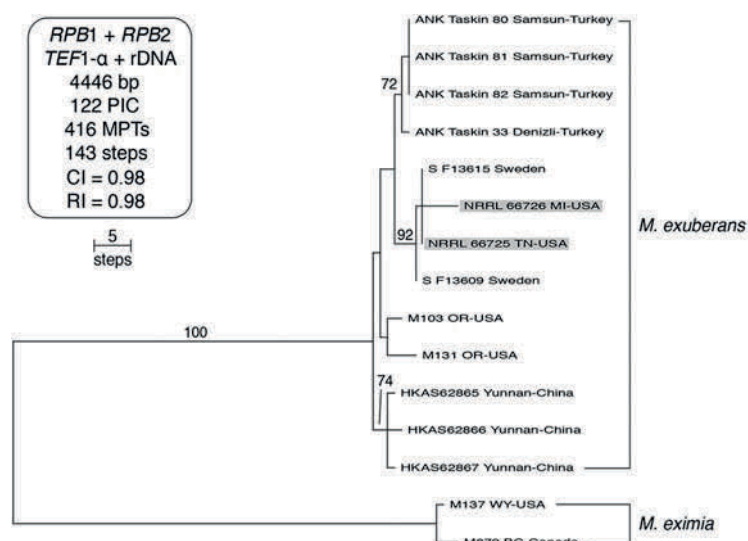 RPB1 + RPB2
TEF1-α + rDNA
4446 bp
122 PIC
416 MPTs
143 steps
CI = 0.98
RI = 0.98
5
steps
ANK Taskin 80 Samsun-Turkey
ANK Taskin 81 Samsun-Turkey
72
ANK Taskin 82 Samsun-Turkey
ANK Taskin 33 Denizli-Turkey
S F13615 Sweden
NRRL 66726 MI-USA
M. exuberans
92
NRRL 66725 TN-USA
S F13609 Sweden
M103 OR-USA
100
M131 OR-USA
74
HKAS62865 Yunnan-China
HKAS62866 Yunnan-China
HKAS62867 Yunnan-China
M137 WY-USA
M. eximia